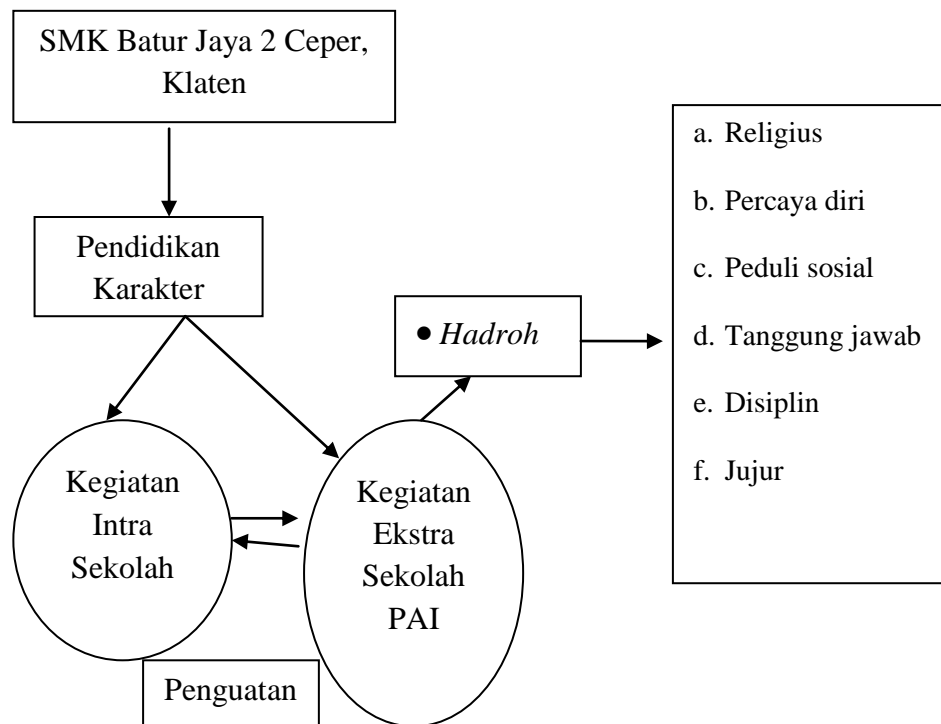 SMK Batur Jaya 2 Ceper,
Klaten
Pendidikan
Karakter
• Hadroh
a. Religius
b. Percaya diri
c. Peduli sosial
d. Tanggung jawab
e. Disiplin
f. Jujur
Kegiatan
Intra
Sekolah
Kegiatan
Ekstra
Sekolah
PAI
Penguatan